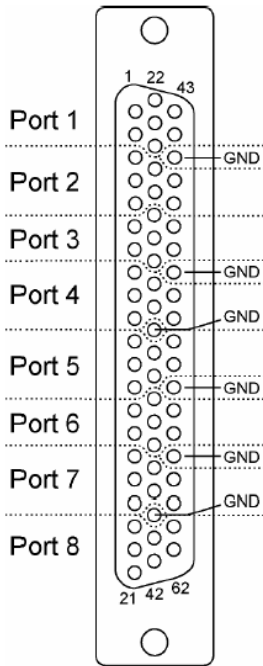 1 22 43
Port 1
GND
Port 2
Port 3
GND
Port 4
GND
Port 5
GND
Port 6
GND
Port 7
GND
Port 8
21 42 62